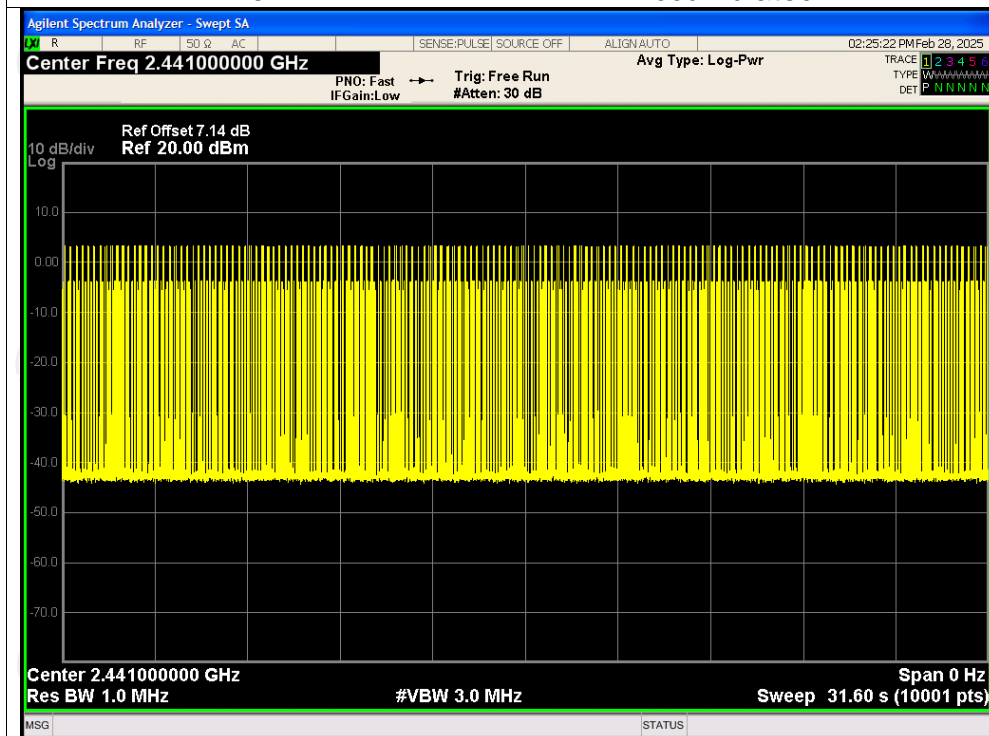 Agilent Spectrum Analyzer - Swept SA
LXI R RF 50 Ω AC SENSE:PULSE SOURCE OFF ALIGN AUTO 02:25:22 PM Feb 28, 2025
Center Freq 2.441000000 GHz Avg Type: Log-Pwr TRACE 1 2 3 4 5 6
PNO: Fast Trig: Free Run TYPE WWWWWW
IFGain:Low #Atten: 30 dB DET P N N N N N
Ref Offset 7.14 dB
10 dB/div Ref 20.00 dBm
Log
10.0
0.00
-10.0
-20.0
-30.0
-40.0
-50.0
-60.0
-70.0
Center 2.441000000 GHz Span 0 Hz
Res BW 1.0 MHz #VBW 3.0 MHz Sweep 31.60 s (10001 pts)
MSG STATUS